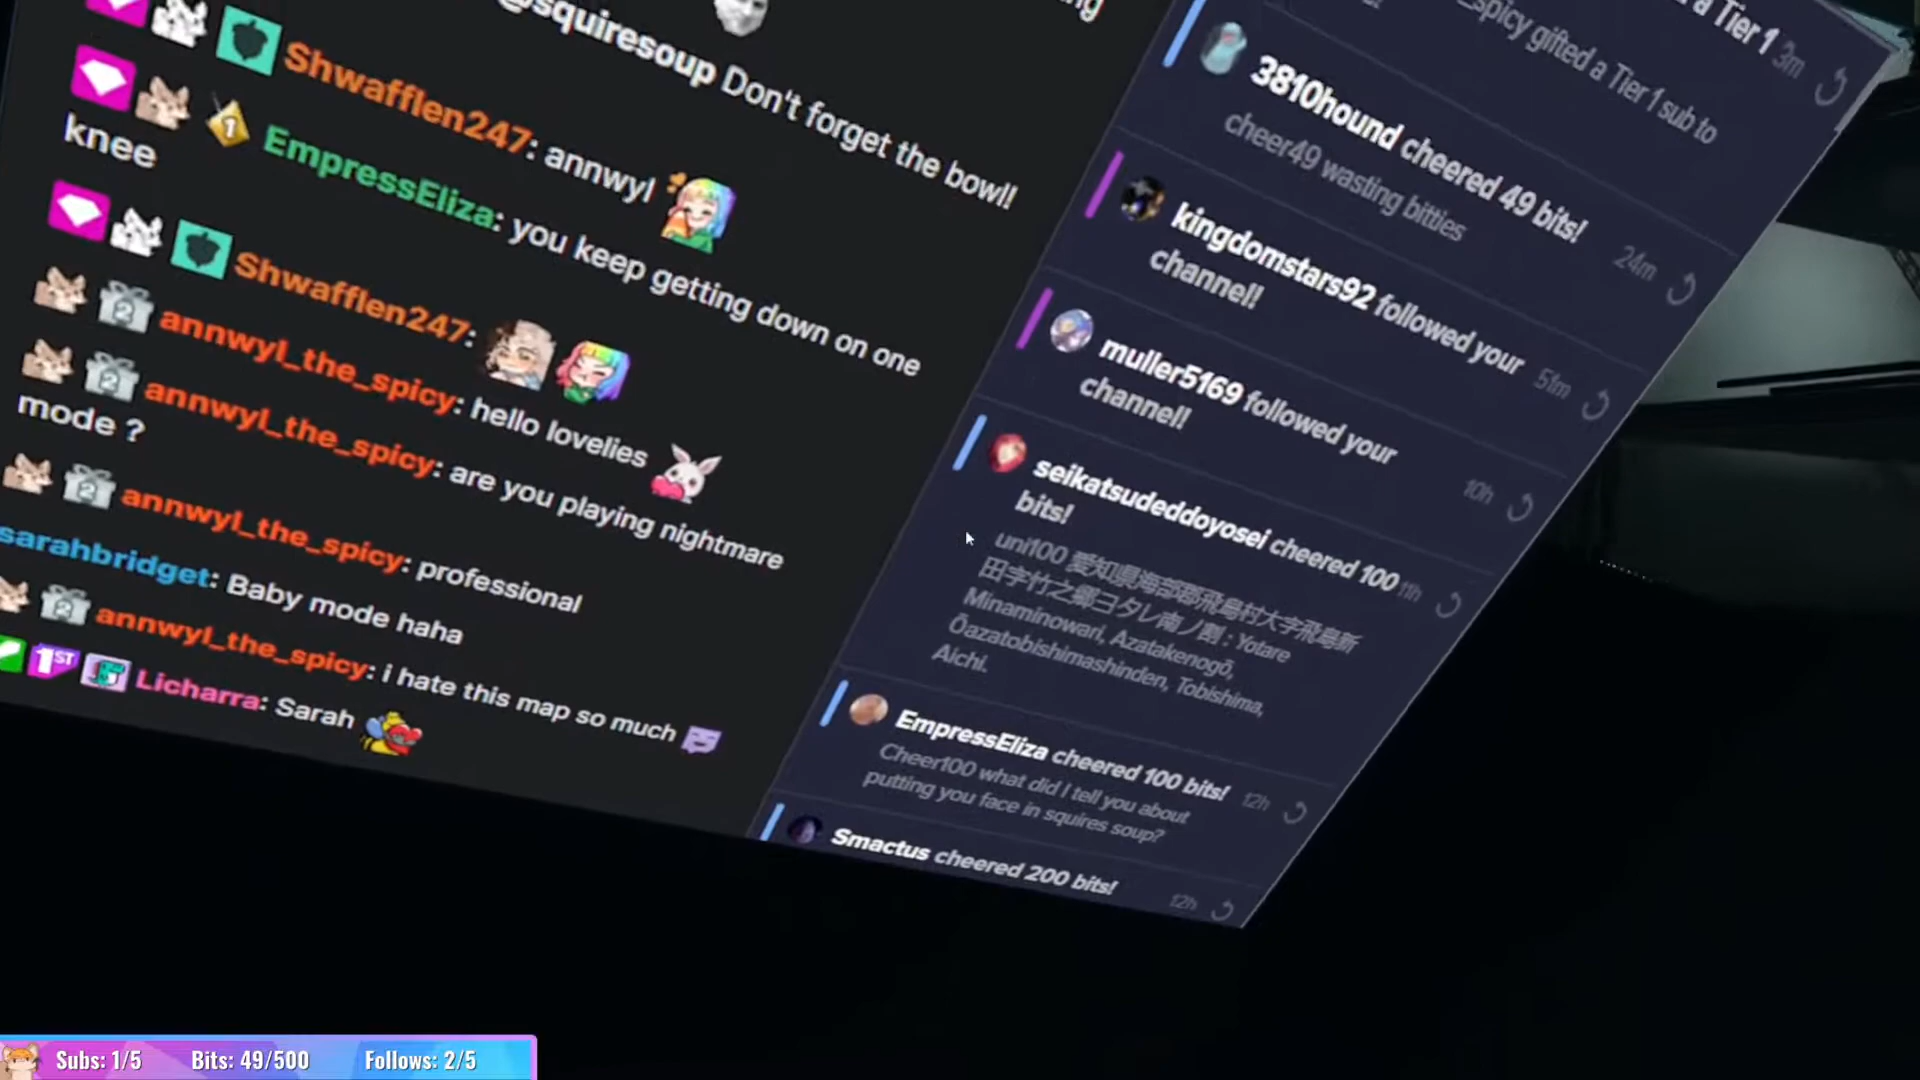 @squiresoup Don't forget the bowl!
Shwafflen247: annwyl
EmpressEliza: you keep getting down on one
knee
Shwafflen247:
annwyl_the_spicy: hello lovelies
annwyl_the_spicy: are you playing nightmare
mode ?
annwyl_the_spicy: professional
sarahbridget: Baby mode haha
annwyl_the_spicy: i hate this map so much
1ST Licharra: Sarah
a Tier 1 3m
_spicy gifted a Tier 1 sub to
3810hound cheered 49 bits!
cheer49 wasting bitties
24m
kingdomstars92 followed your
channel!
51m
muller5169 followed your
channel!
10h
seikatsudeddoyosei cheered 100
bits!
11h
uni100 愛知県海部郡飛島村大字飛島新
田字竹之郷ヨタレ南ノ割 : Yotare
Minaminowari, Azatakenogō,
Ōazatobishimashinden, Tobishima,
Aichi.
EmpressEliza cheered 100 bits!
12h
Cheer100 what did I tell you about
putting you face in squires soup?
Smactus cheered 200 bits!
12h
Subs: 1/5 Bits: 49/500 Follows: 2/5